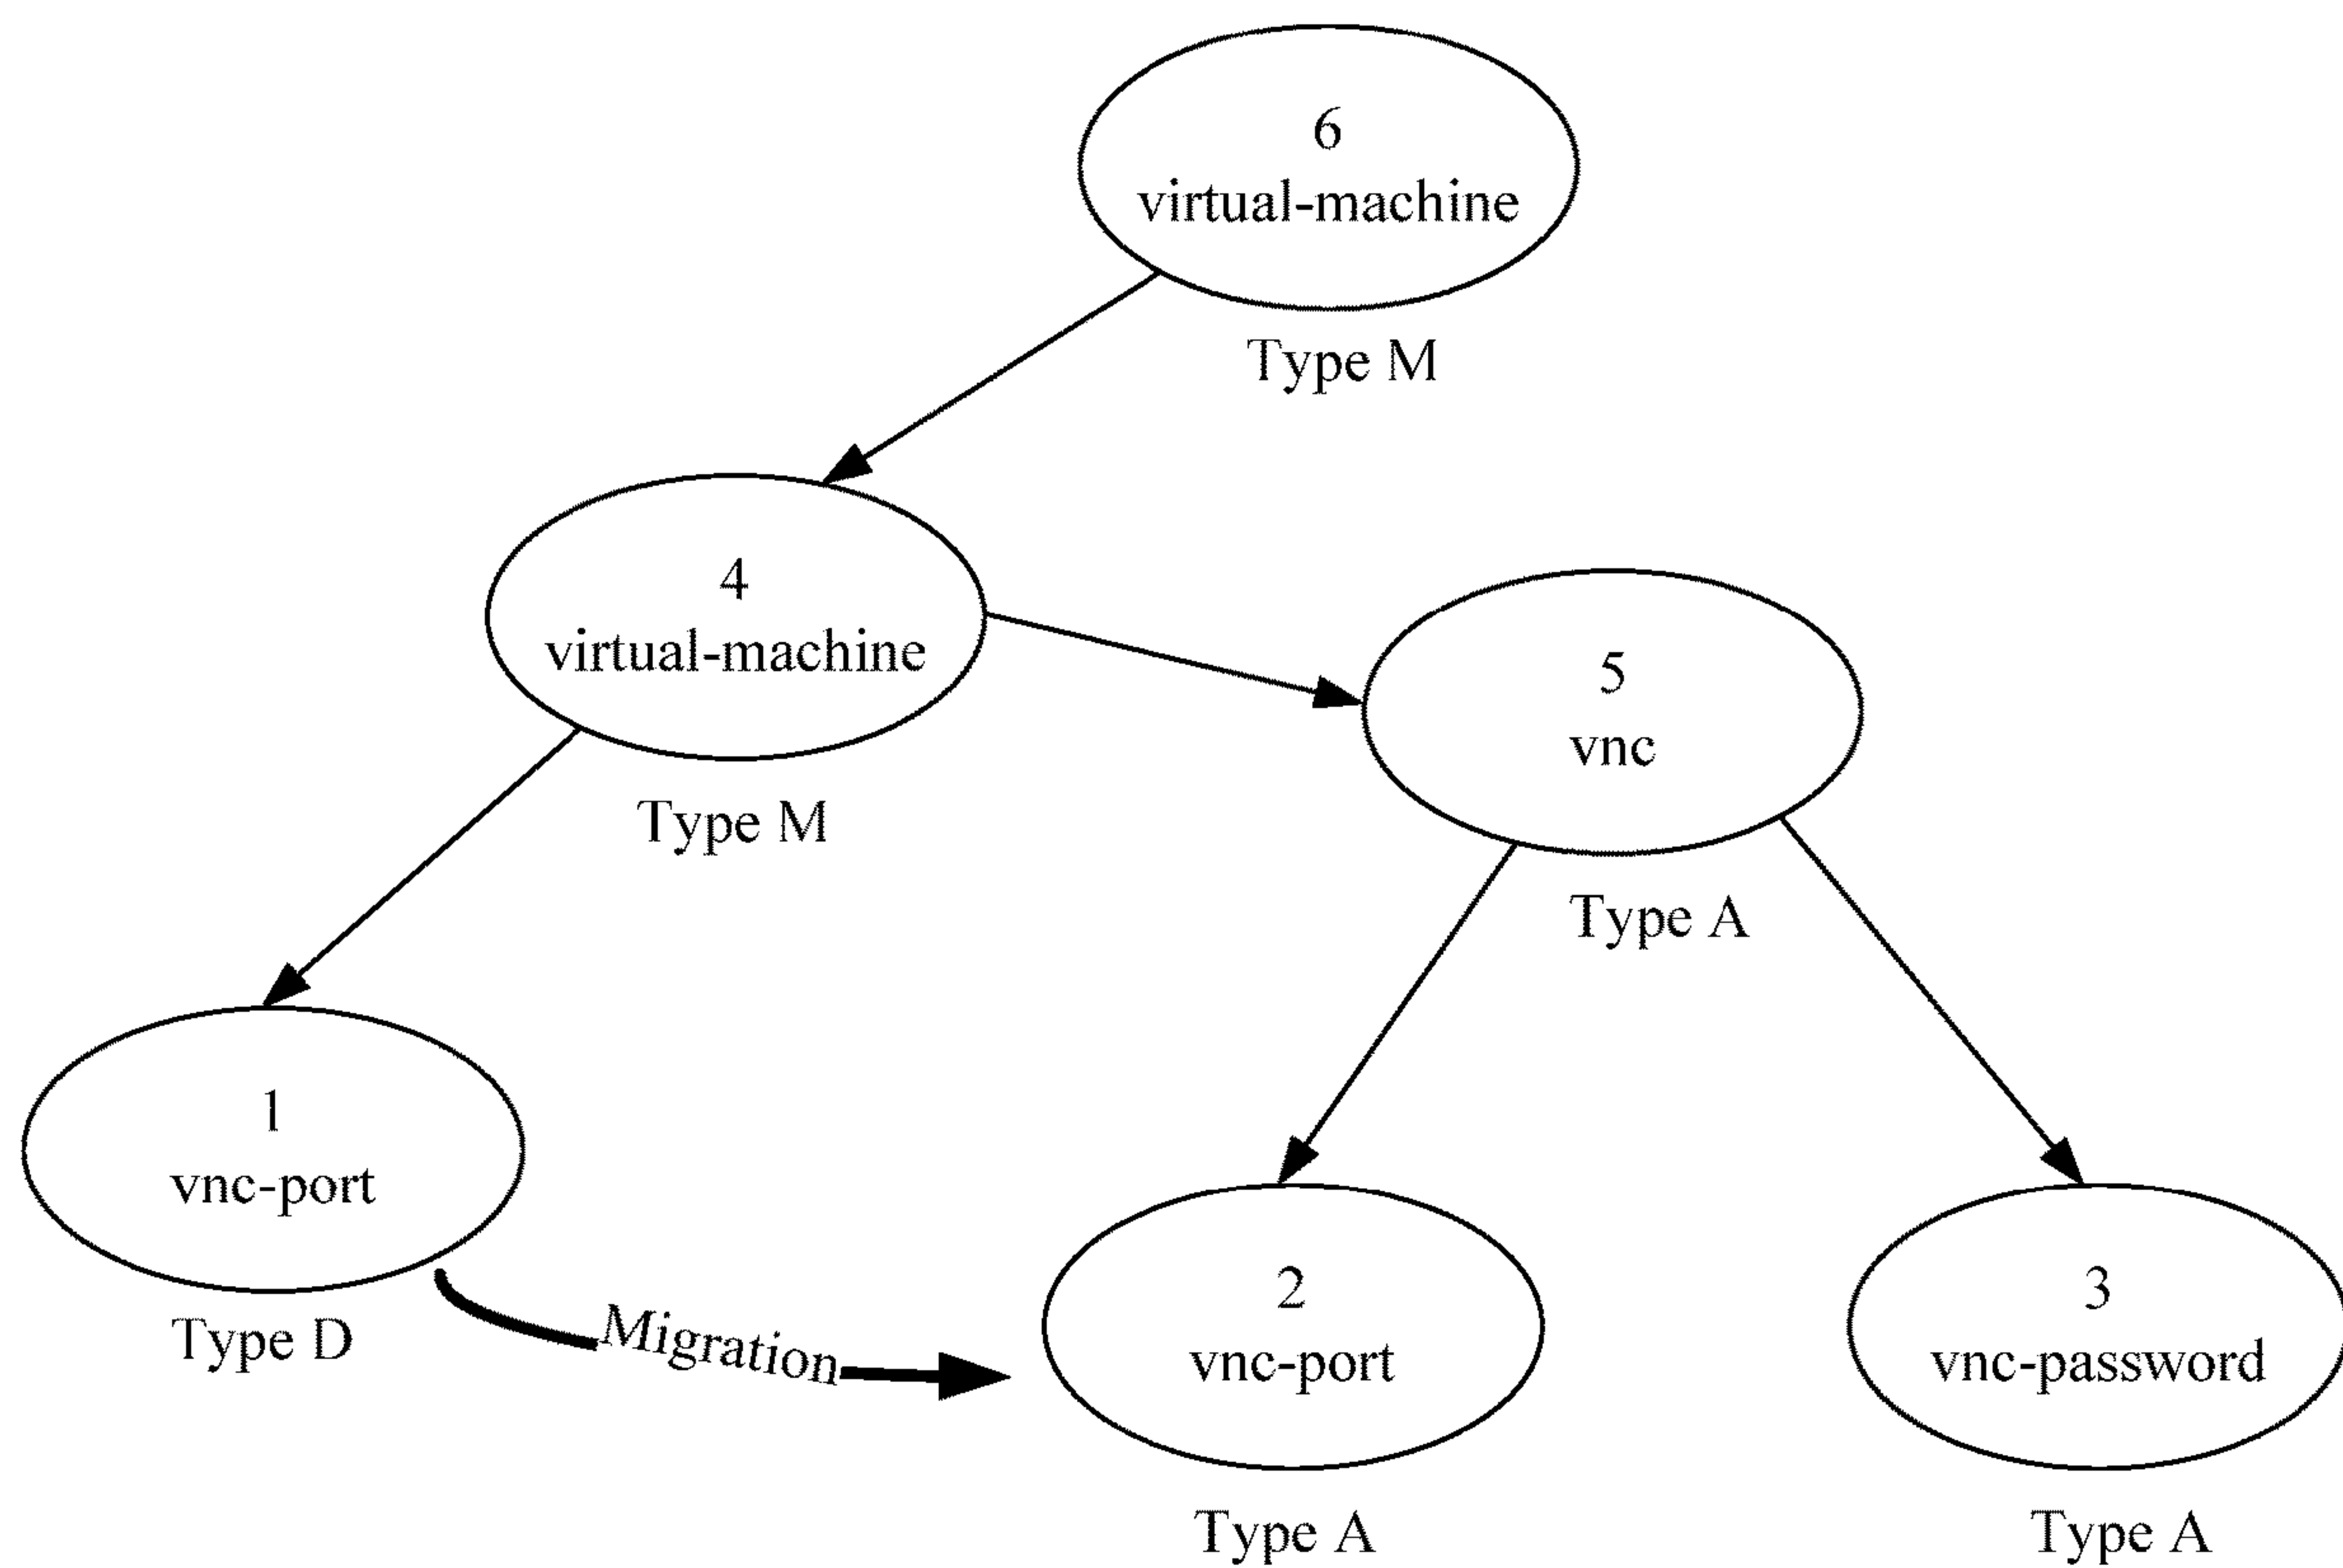 6
virtual-machine
Type M
4
virtual-machine
Type M
5
vnc
Type A
1
vnc-port
Type D
Migration
2
vnc-port
Type A
3
vnc-password
Type A